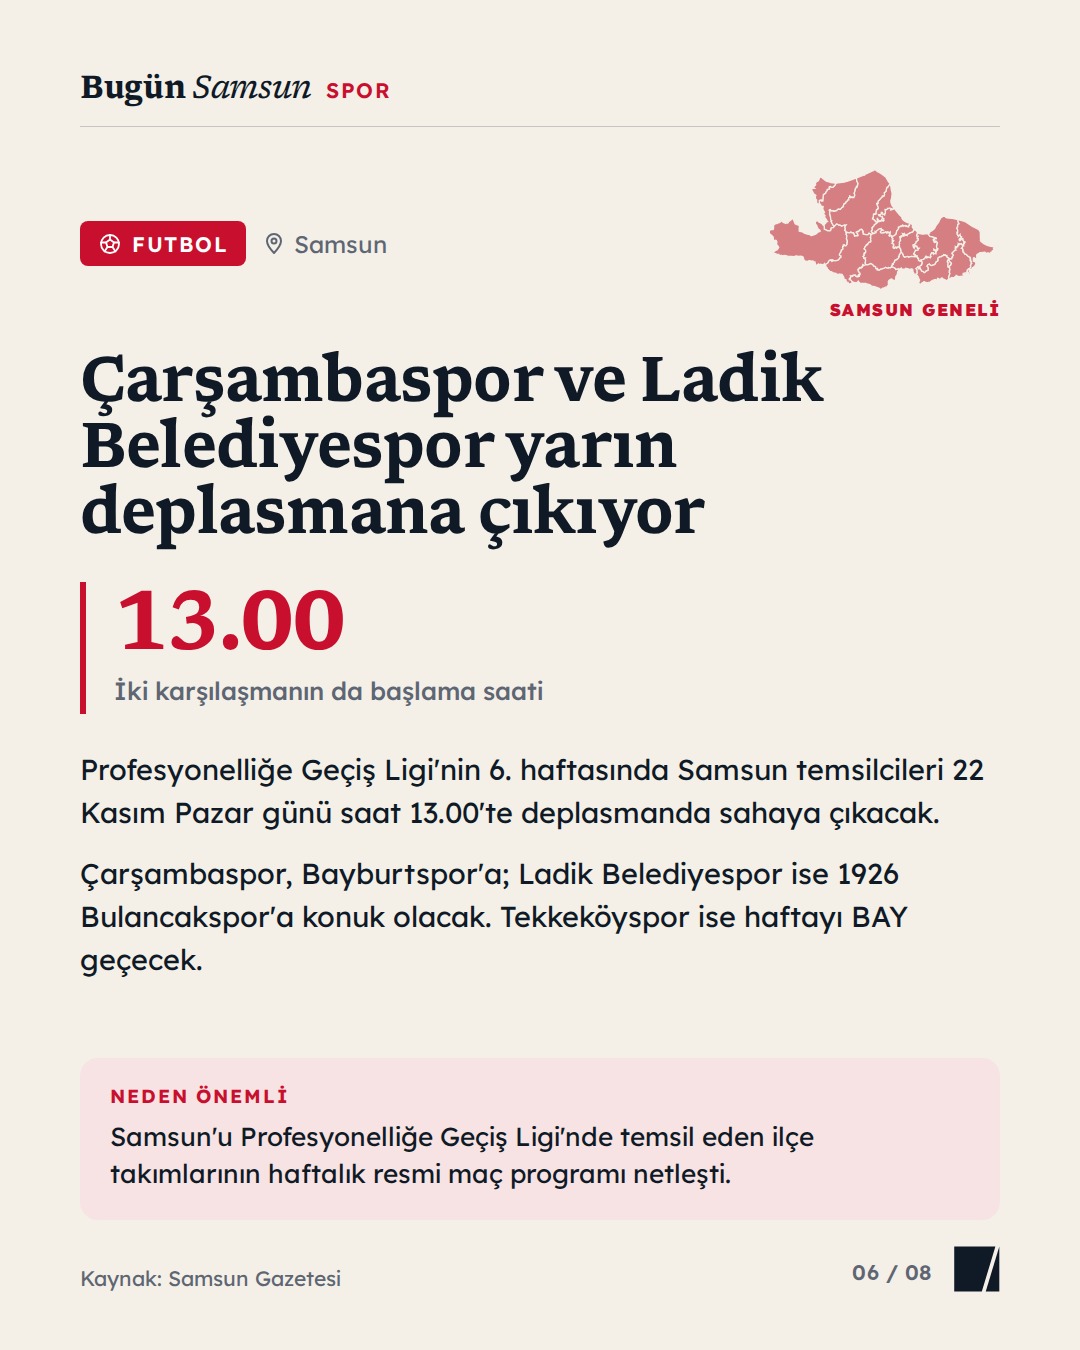 Bugün Samsun SPOR
FUTBOL
Samsun
SAMSUN GENELİ
Çarşambaspor ve Ladik
Belediyespor yarın
deplasmana çıkıyor
13.00
İki karşılaşmanın da başlama saati
Profesyonelliğe Geçiş Ligi'nin 6. haftasında Samsun temsilcileri 22
Kasım Pazar günü saat 13.00'te deplasmanda sahaya çıkacak.
Çarşambaspor, Bayburtspor'a; Ladik Belediyespor ise 1926
Bulancakspor'a konuk olacak. Tekkeköyspor ise haftayı BAY
geçecek.
NEDEN ÖNEMLİ
Samsun'u Profesyonelliğe Geçiş Ligi'nde temsil eden ilçe
takımlarının haftalık resmi maç programı netleşti.
Kaynak: Samsun Gazetesi
06 / 08